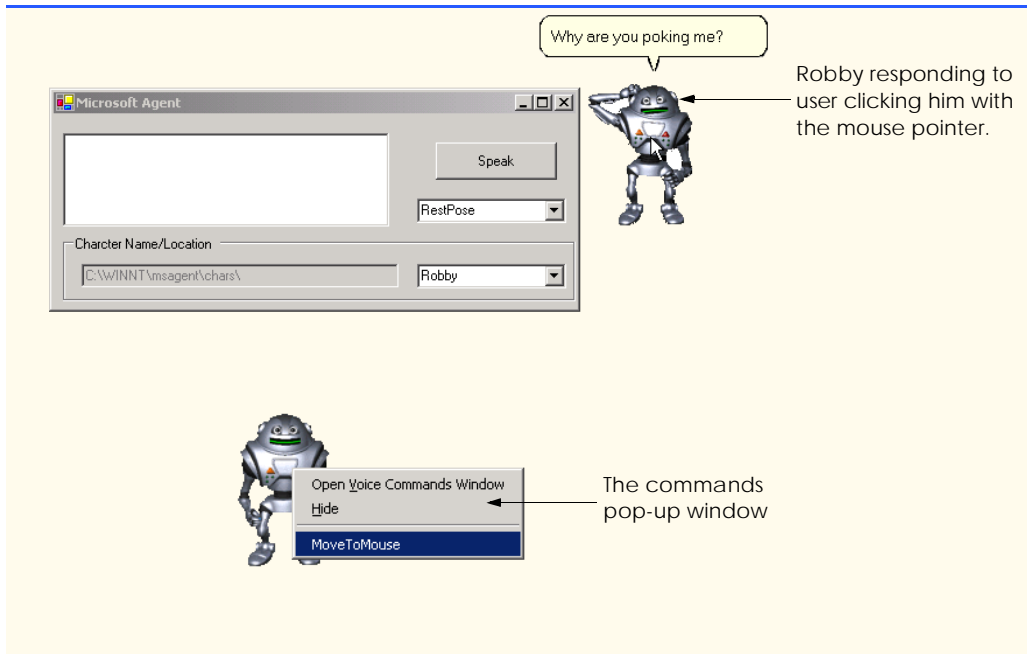 Why are you poking me?
Robby responding to
user clicking him with
the mouse pointer.
Microsoft Agent
Speak
RestPose
Charcter Name/Location
C:\WINNT\msagent\chars\
Robby
Open Voice Commands Window
Hide
MoveToMouse
The commands
pop-up window